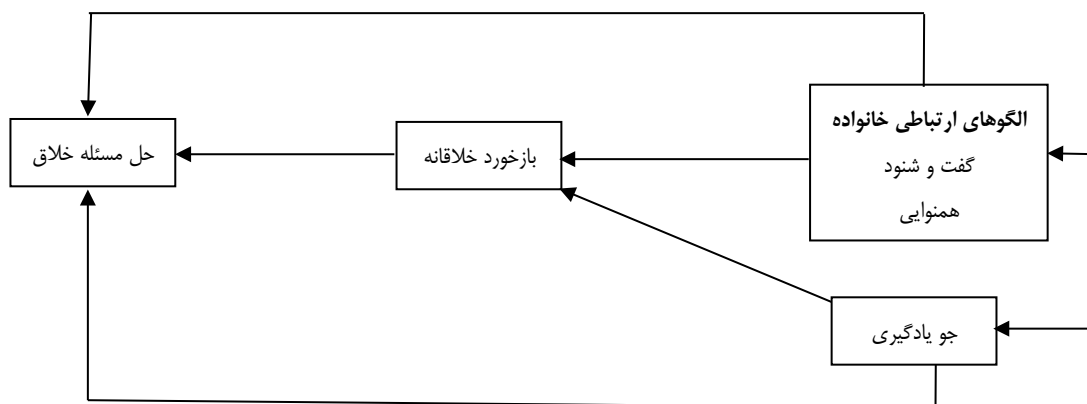 الگوهای ارتباطی خانواده
گفت و شنود
همنوایی
بازخورد خلاقانه
حل مسئله خلاق
جو یادگیری